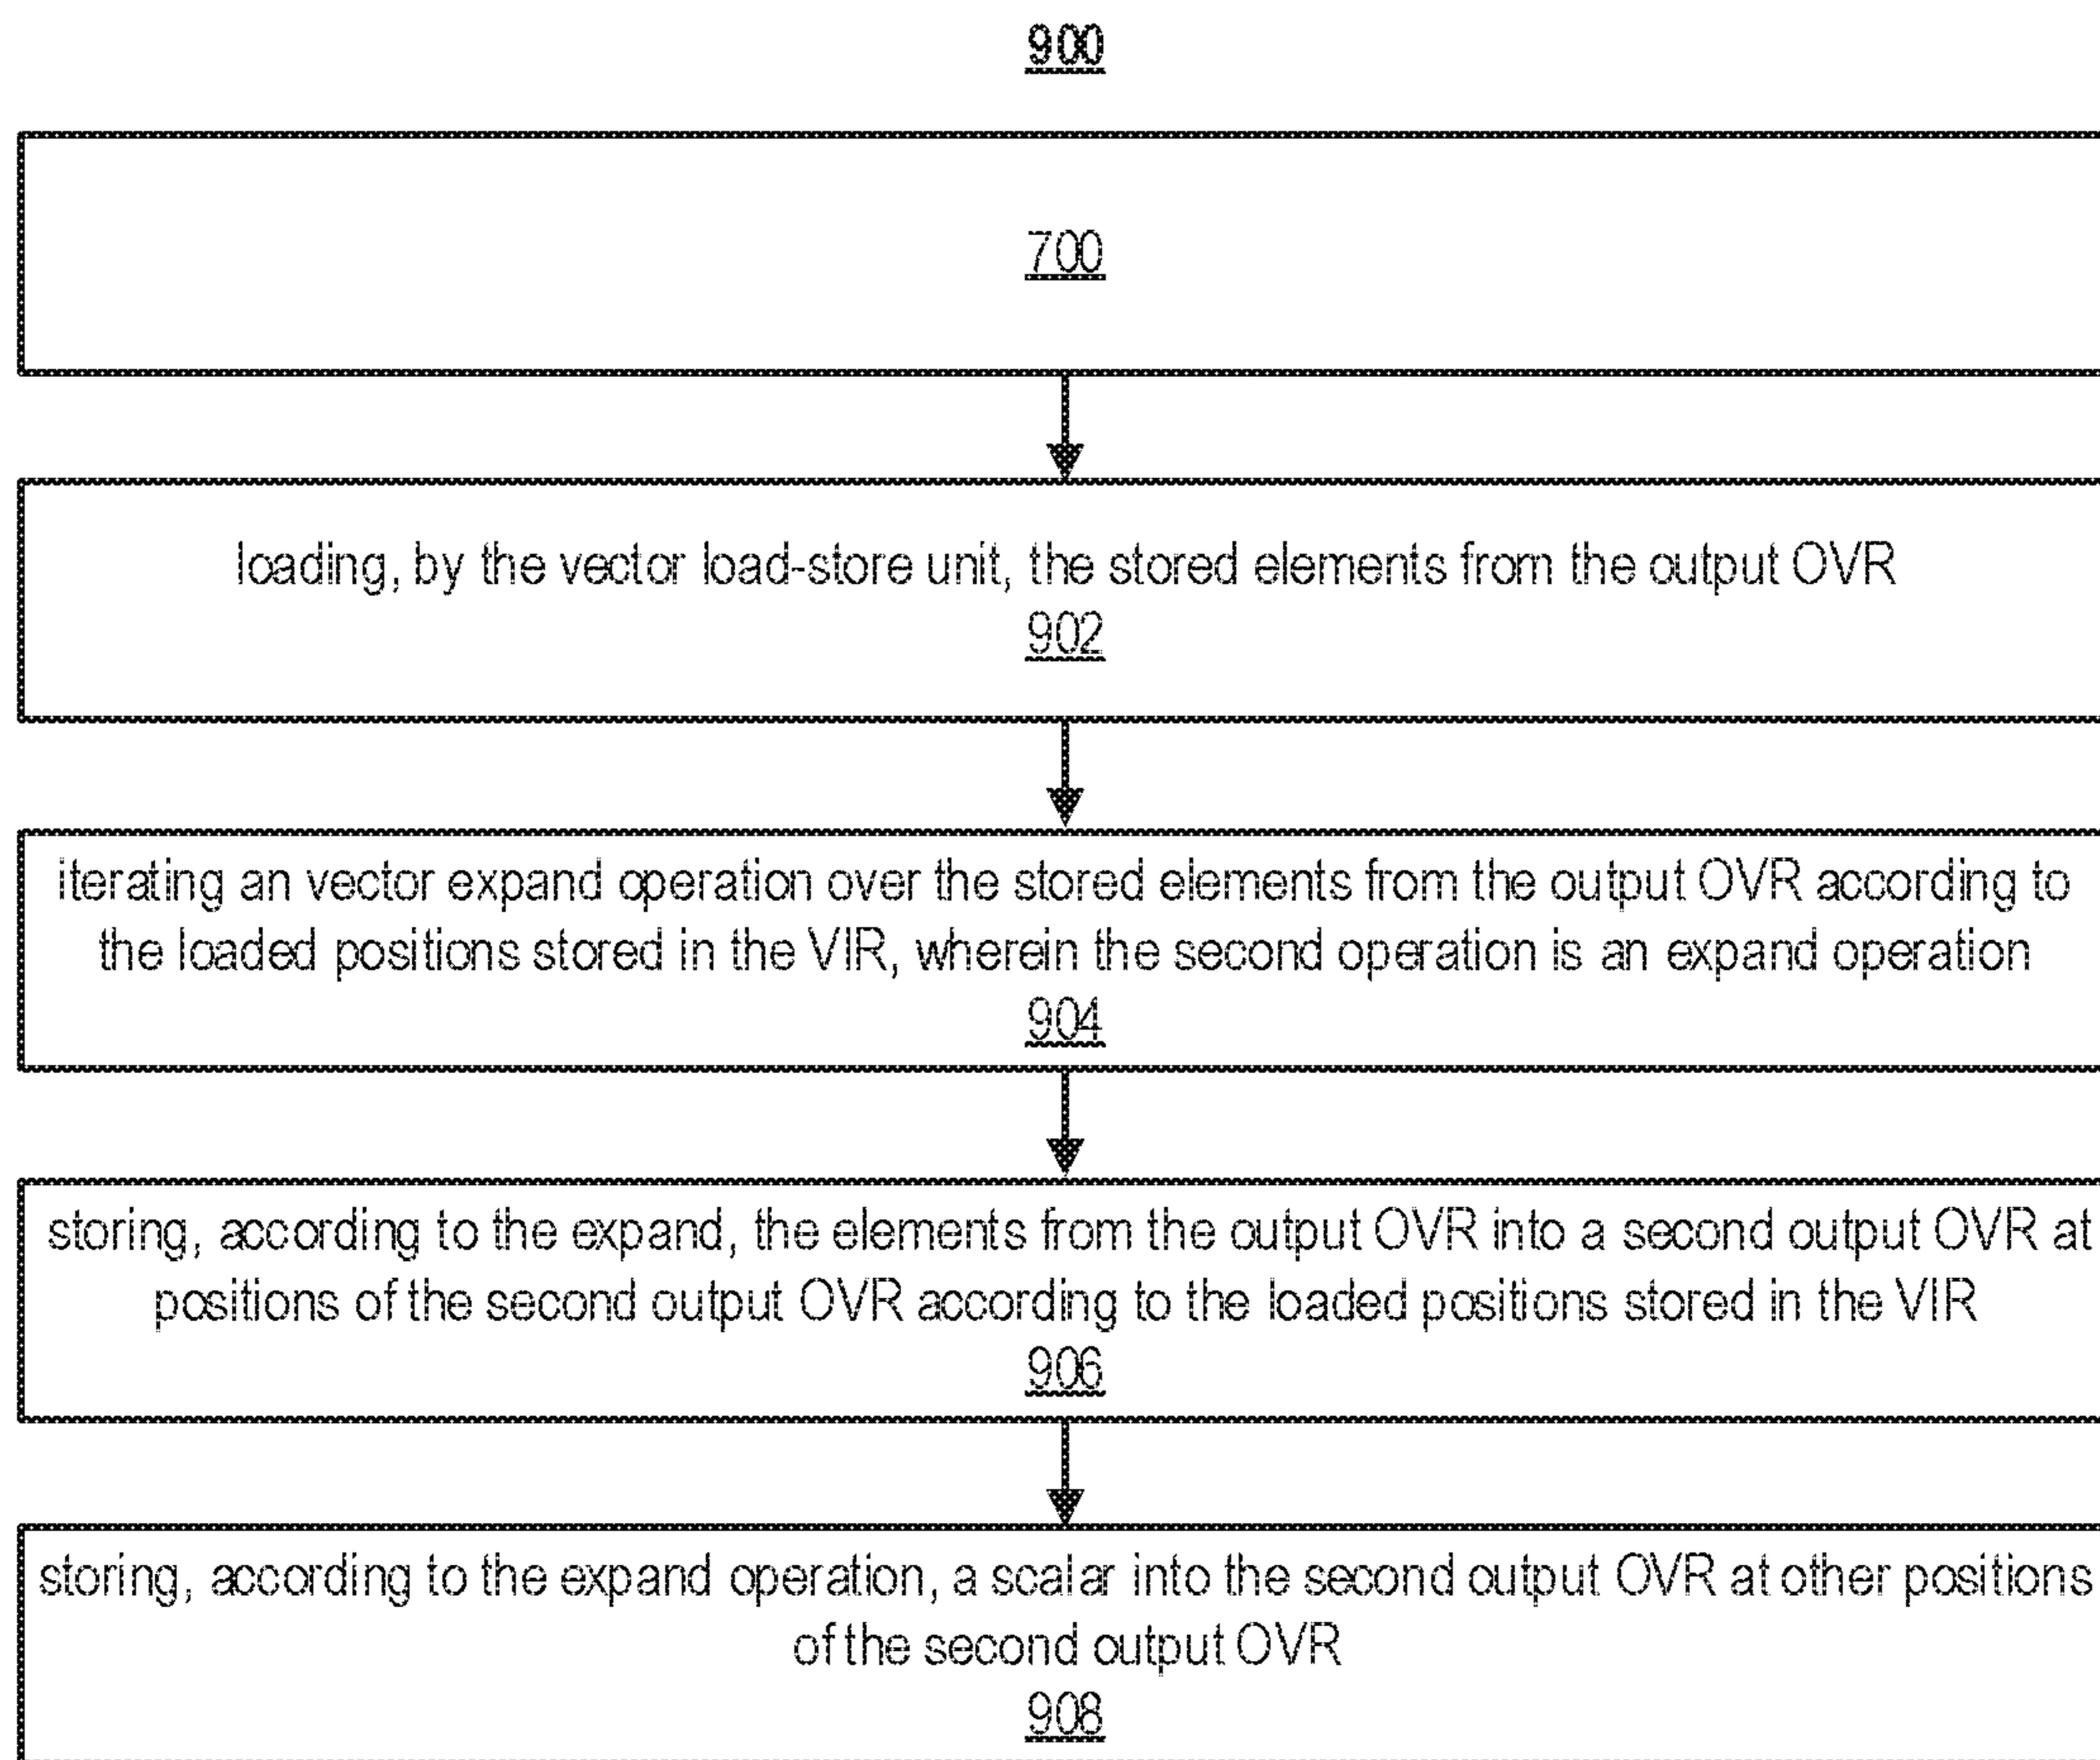 900
700
loading, by the vector load-store unit, the stored elements from the output OVR
902
iterating an vector expand operation over the stored elements from the output OVR according to
the loaded positions stored in the VIR, wherein the second operation is an expand operation
904
storing, according to the expand, the elements from the output OVR into a second output OVR at
positions of the second output OVR according to the loaded positions stored in the VIR
906
storing, according to the expand operation, a scalar into the second output OVR at other positions
of the second output OVR
908